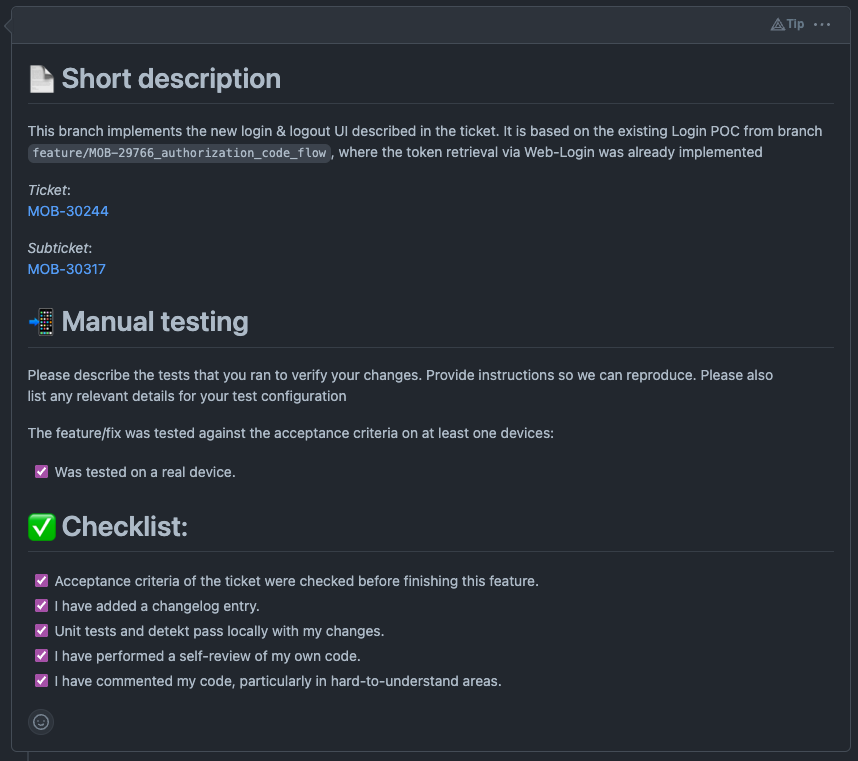 Tip
Short description
This branch implements the new login & logout UI described in the ticket. It is based on the existing Login POC from branch
feature/MOB-29766_authorization_code_flow, where the token retrieval via Web-Login was already implemented
Ticket:
MOB-30244
Subticket:
MOB-30317
Manual testing
Please describe the tests that you ran to verify your changes. Provide instructions so we can reproduce. Please also
list any relevant details for your test configuration
The feature/fix was tested against the acceptance criteria on at least one devices:
Was tested on a real device.
Checklist:
Acceptance criteria of the ticket were checked before finishing this feature.
I have added a changelog entry.
Unit tests and detekt pass locally with my changes.
I have performed a self-review of my own code.
I have commented my code, particularly in hard-to-understand areas.